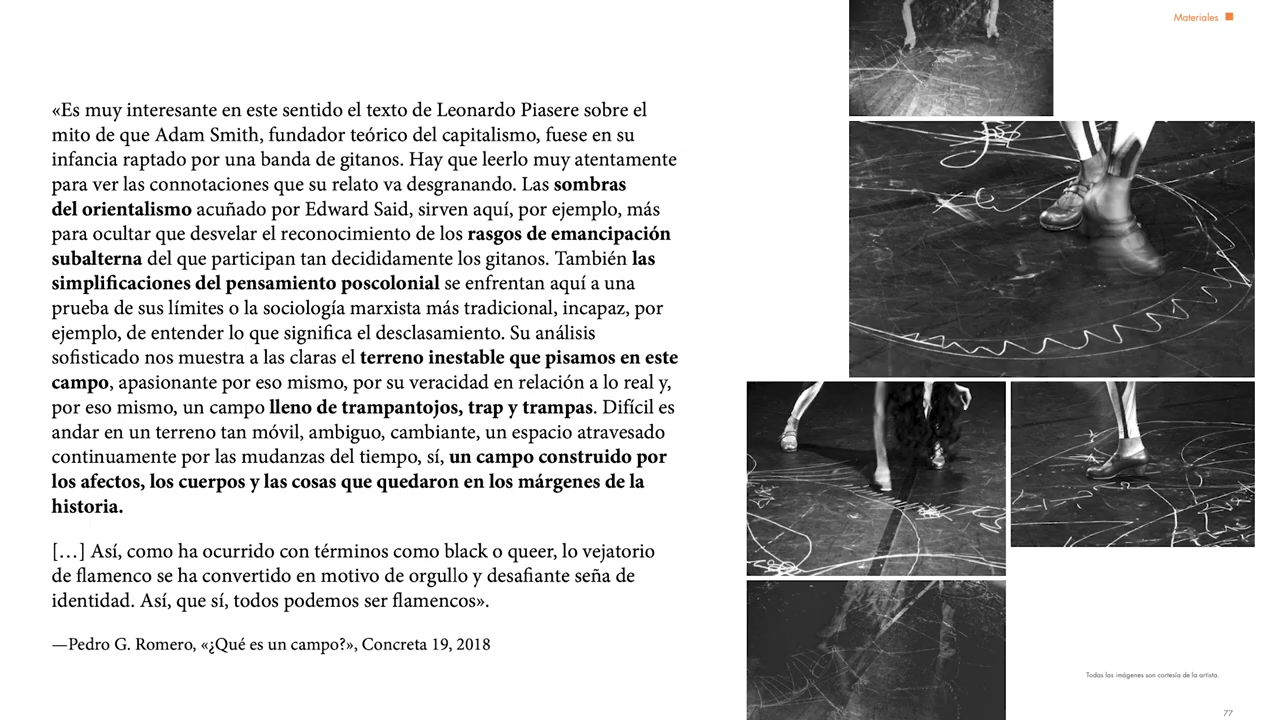 Materiales
«Es muy interesante en este sentido el texto de Leonardo Piasere sobre el
mito de que Adam Smith, fundador teórico del capitalismo, fuese en su
infancia raptado por una banda de gitanos. Hay que leerlo muy atentamente
para ver las connotaciones que su relato va desgranando. Las sombras
del orientalismo acuñado por Edward Said, sirven aquí, por ejemplo, más
para ocultar que desvelar el reconocimiento de los rasgos de emancipación
subalterna del que participan tan decididamente los gitanos. También las
simplificaciones del pensamiento poscolonial se enfrentan aquí a una
prueba de sus límites o la sociología marxista más tradicional, incapaz, por
ejemplo, de entender lo que significa el desclasamiento. Su análisis
sofisticado nos muestra a las claras el terreno inestable que pisamos en este
campo, apasionante por eso mismo, por su veracidad en relación a lo real y,
por eso mismo, un campo lleno de trampantojos, trap y trampas. Difícil es
andar en un terreno tan móvil, ambiguo, cambiante, un espacio atravesado
continuamente por las mudanzas del tiempo, sí, un campo construido por
los afectos, los cuerpos y las cosas que quedaron en los márgenes de la
historia.
[…] Así, como ha ocurrido con términos como black o queer, lo vejatorio
de flamenco se ha convertido en motivo de orgullo y desafiante seña de
identidad. Así, que sí, todos podemos ser flamencos».
—Pedro G. Romero, «¿Qué es un campo?», Concreta 19, 2018
Todas las imágenes son cortesía de la artista.
77